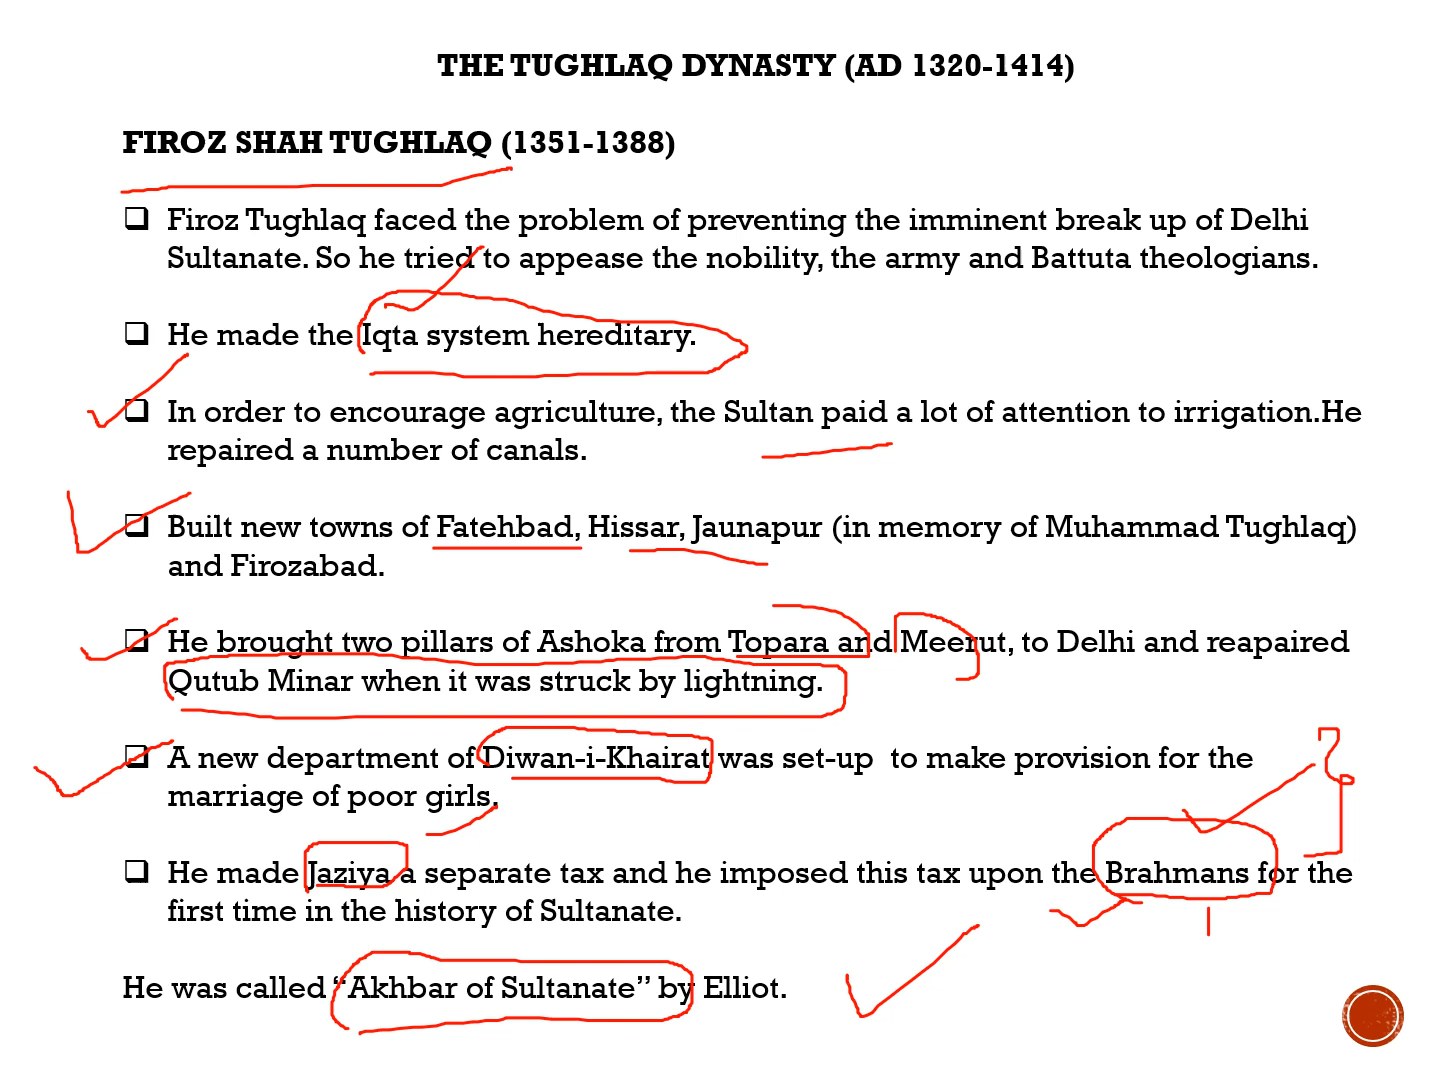 THE TUGHLAQ DYNASTY (AD 1320-1414)
FIROZ SHAH TUGHLAQ (1351-1388)
Firoz Tughlaq faced the problem of preventing the imminent break up of Delhi
Sultanate. So he tried to appease the nobility, the army and Battuta theologians.
He made the Iqta system hereditary.
In order to encourage agriculture, the Sultan paid a lot of attention to irrigation.He
repaired a number of canals.
Built new towns of Fatehbad, Hissar, Jaunapur (in memory of Muhammad Tughlaq)
and Firozabad.
He brought two pillars of Ashoka from Topara and Meerut, to Delhi and reapaired
Qutub Minar when it was struck by lightning.
A new department of Diwan-i-Khairat was set-up to make provision for the
marriage of poor girls.
He made Jaziya a separate tax and he imposed this tax upon the Brahmans for the
first time in the history of Sultanate.
He was called “Akhbar of Sultanate” by Elliot.